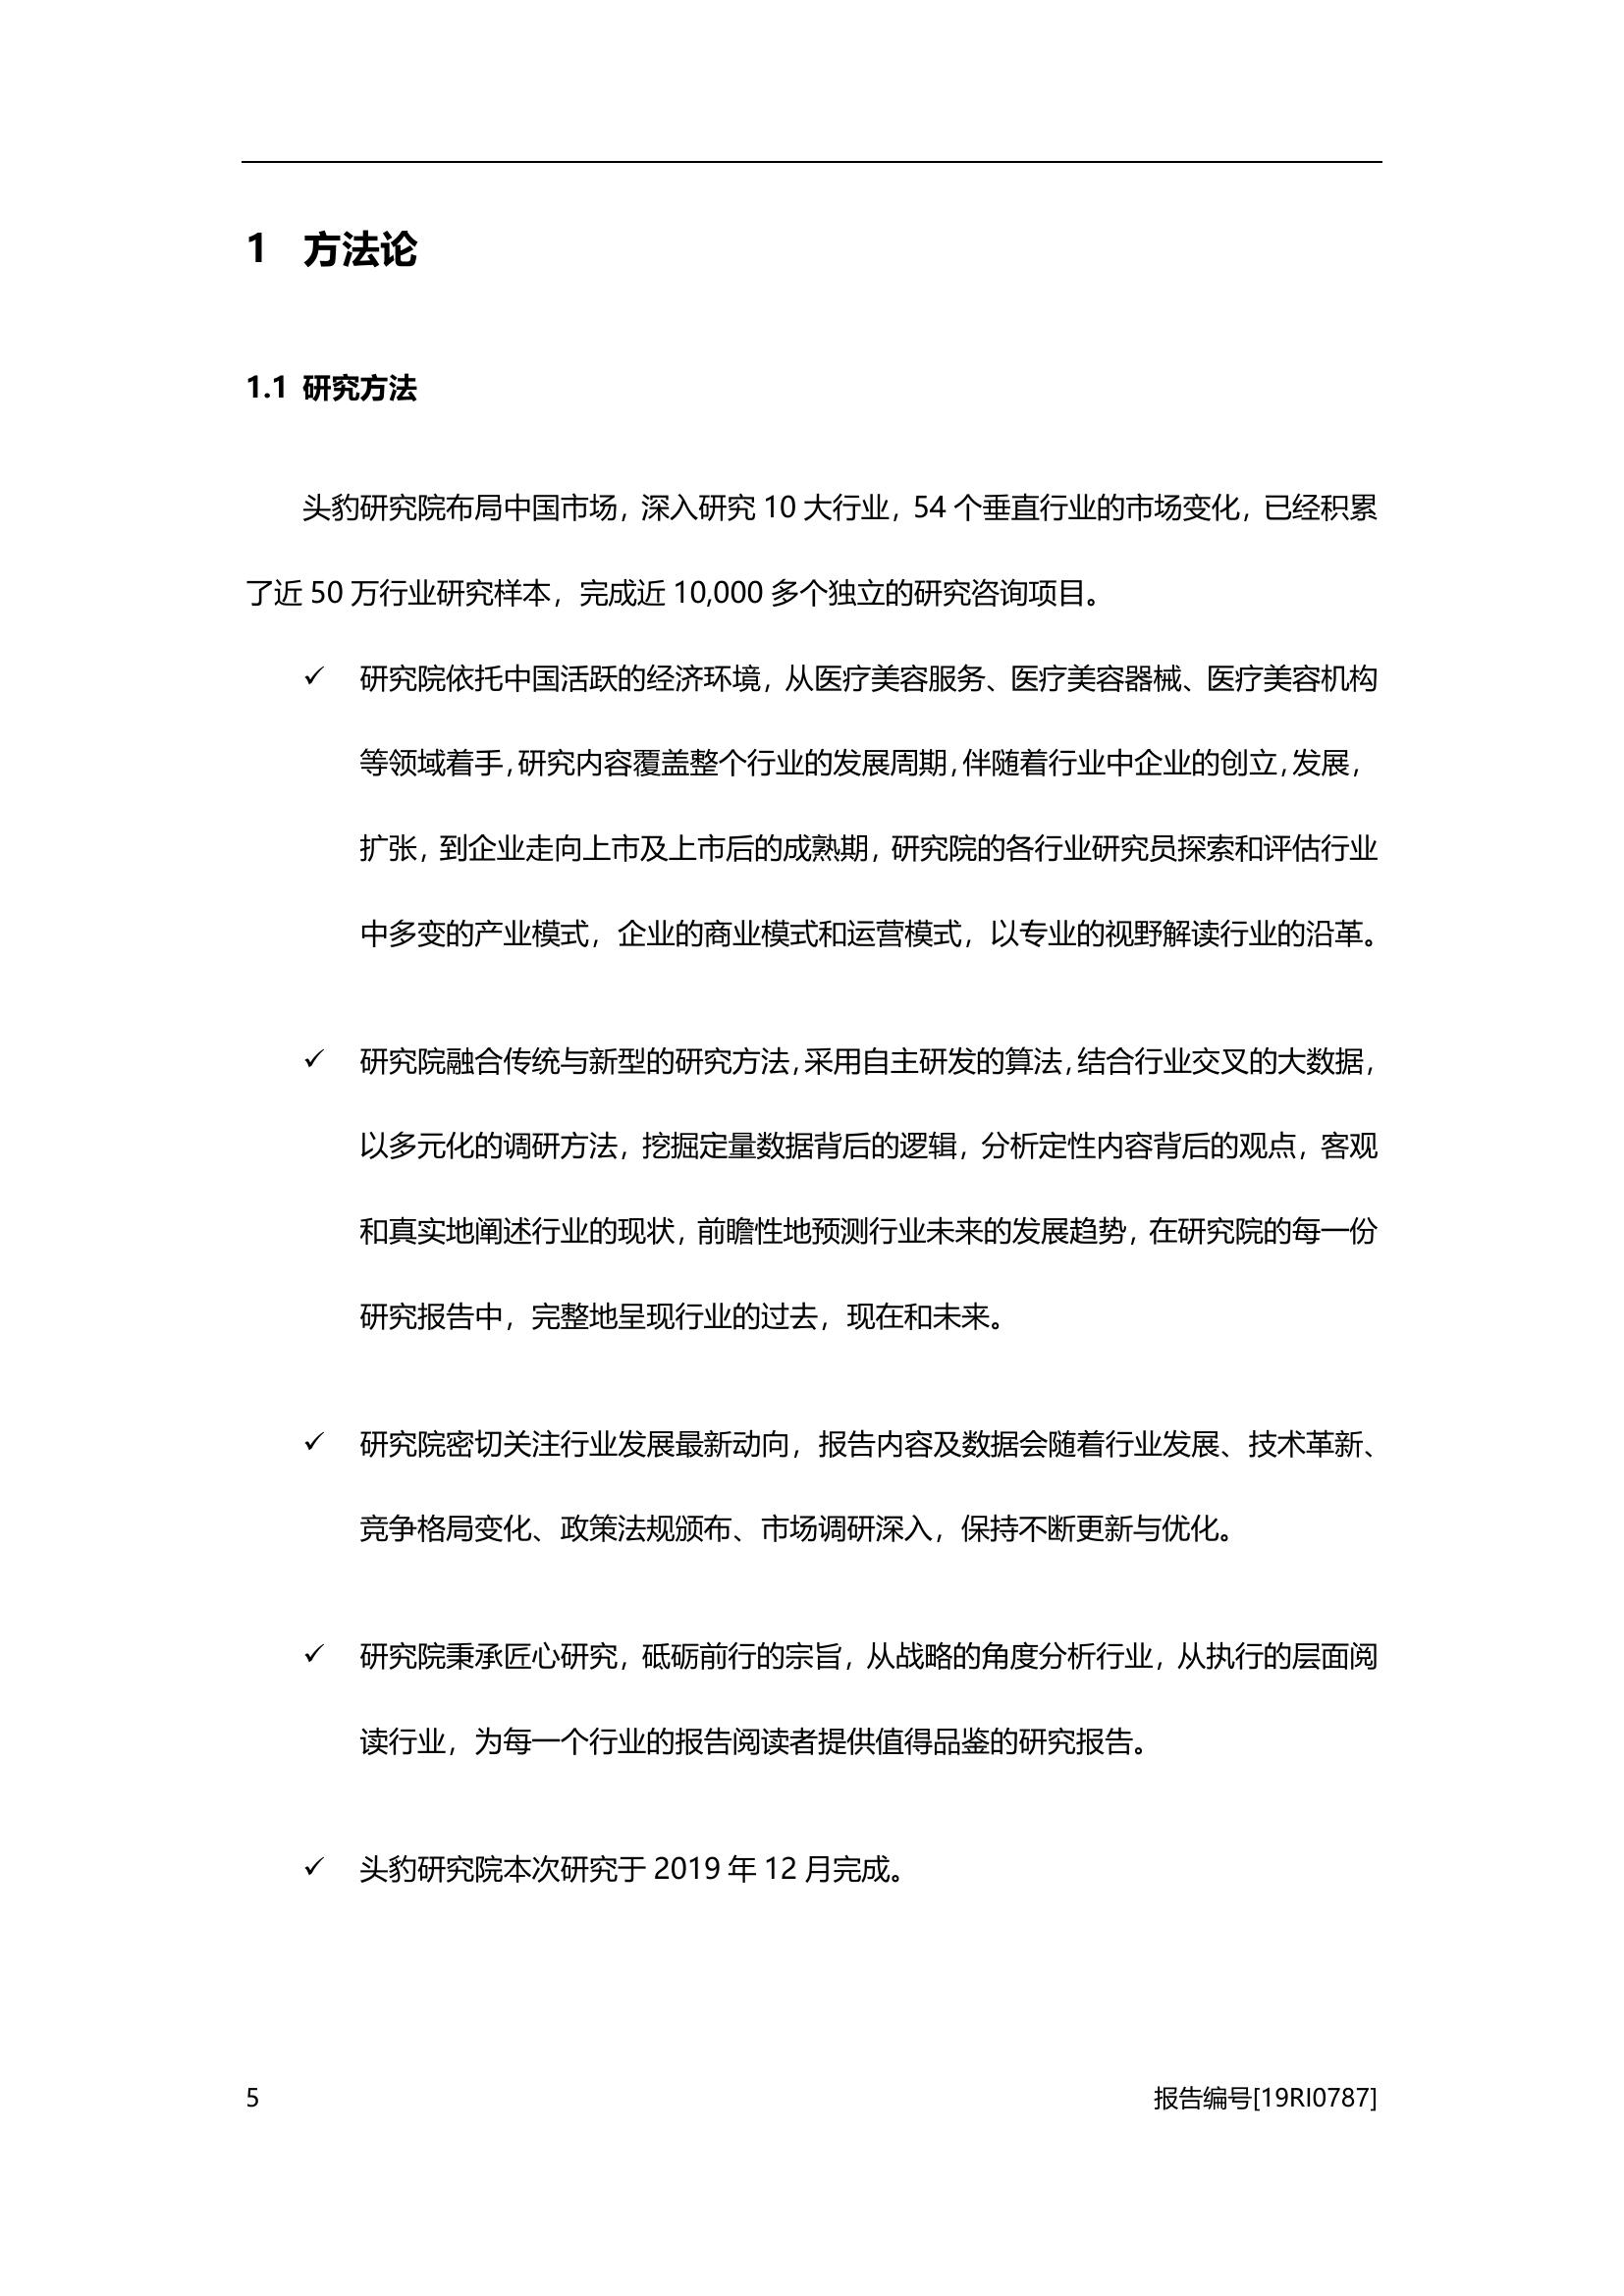 1 方法论
1.1 研究方法
头豹研究院布局中国市场，深入研究 10 大行业，54 个垂直行业的市场变化，已经积累
了近 50 万行业研究样本，完成近 10,000 多个独立的研究咨询项目。
✓ 研究院依托中国活跃的经济环境，从医疗美容服务、医疗美容器械、医疗美容机构
等领域着手，研究内容覆盖整个行业的发展周期，伴随着行业中企业的创立，发展，
扩张，到企业走向上市及上市后的成熟期，研究院的各行业研究员探索和评估行业
中多变的产业模式，企业的商业模式和运营模式，以专业的视野解读行业的沿革。
✓ 研究院融合传统与新型的研究方法，采用自主研发的算法，结合行业交叉的大数据，
以多元化的调研方法，挖掘定量数据背后的逻辑，分析定性内容背后的观点，客观
和真实地阐述行业的现状，前瞻性地预测行业未来的发展趋势，在研究院的每一份
研究报告中，完整地呈现行业的过去，现在和未来。
✓ 研究院密切关注行业发展最新动向，报告内容及数据会随着行业发展、技术革新、
竞争格局变化、政策法规颁布、市场调研深入，保持不断更新与优化。
✓ 研究院秉承匠心研究，砥砺前行的宗旨，从战略的角度分析行业，从执行的层面阅
读行业，为每一个行业的报告阅读者提供值得品鉴的研究报告。
✓ 头豹研究院本次研究于 2019 年 12 月完成。
5 报告编号[19RI0787]